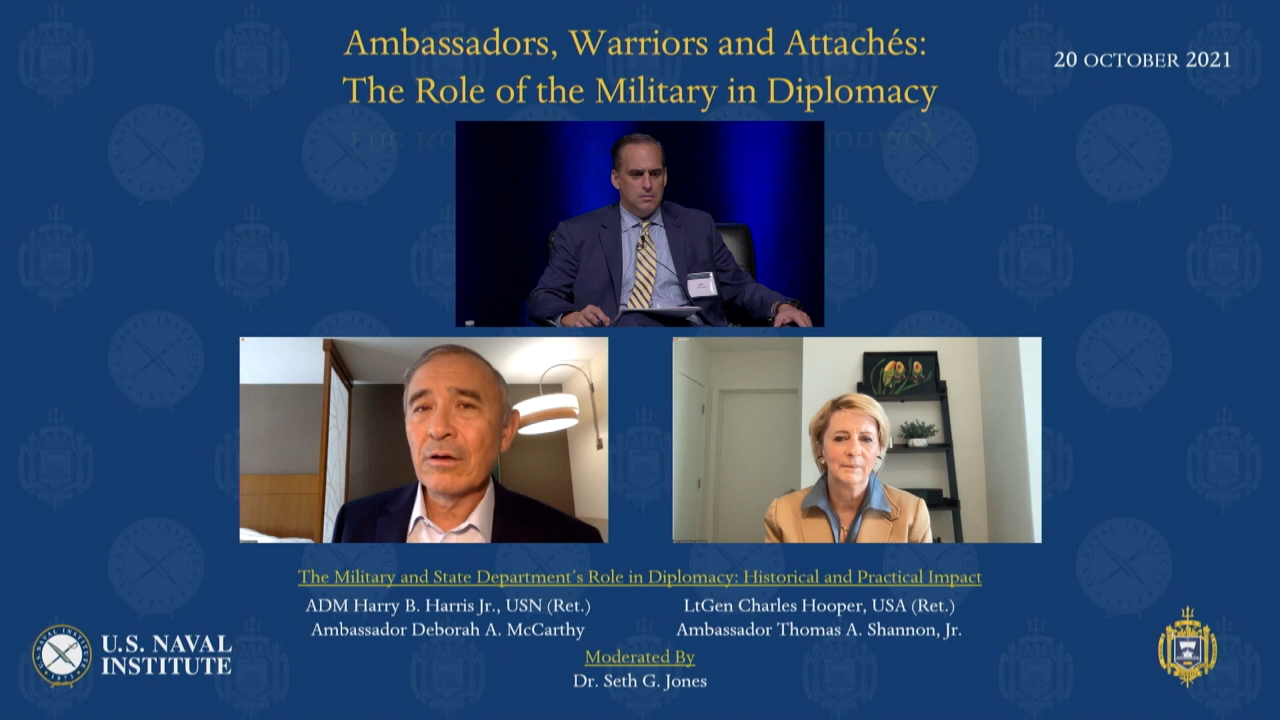 Ambassadors, Warriors and Attachés:
The Role of the Military in Diplomacy
20 OCTOBER 2021
The Military and State Department's Role in Diplomacy: Historical and Practical Impact
ADM Harry B. Harris Jr., USN (Ret.)
Ambassador Deborah A. McCarthy
LtGen Charles Hooper, USA (Ret.)
Ambassador Thomas A. Shannon, Jr.
Moderated By
Dr. Seth G. Jones
U.S. NAVAL
INSTITUTE